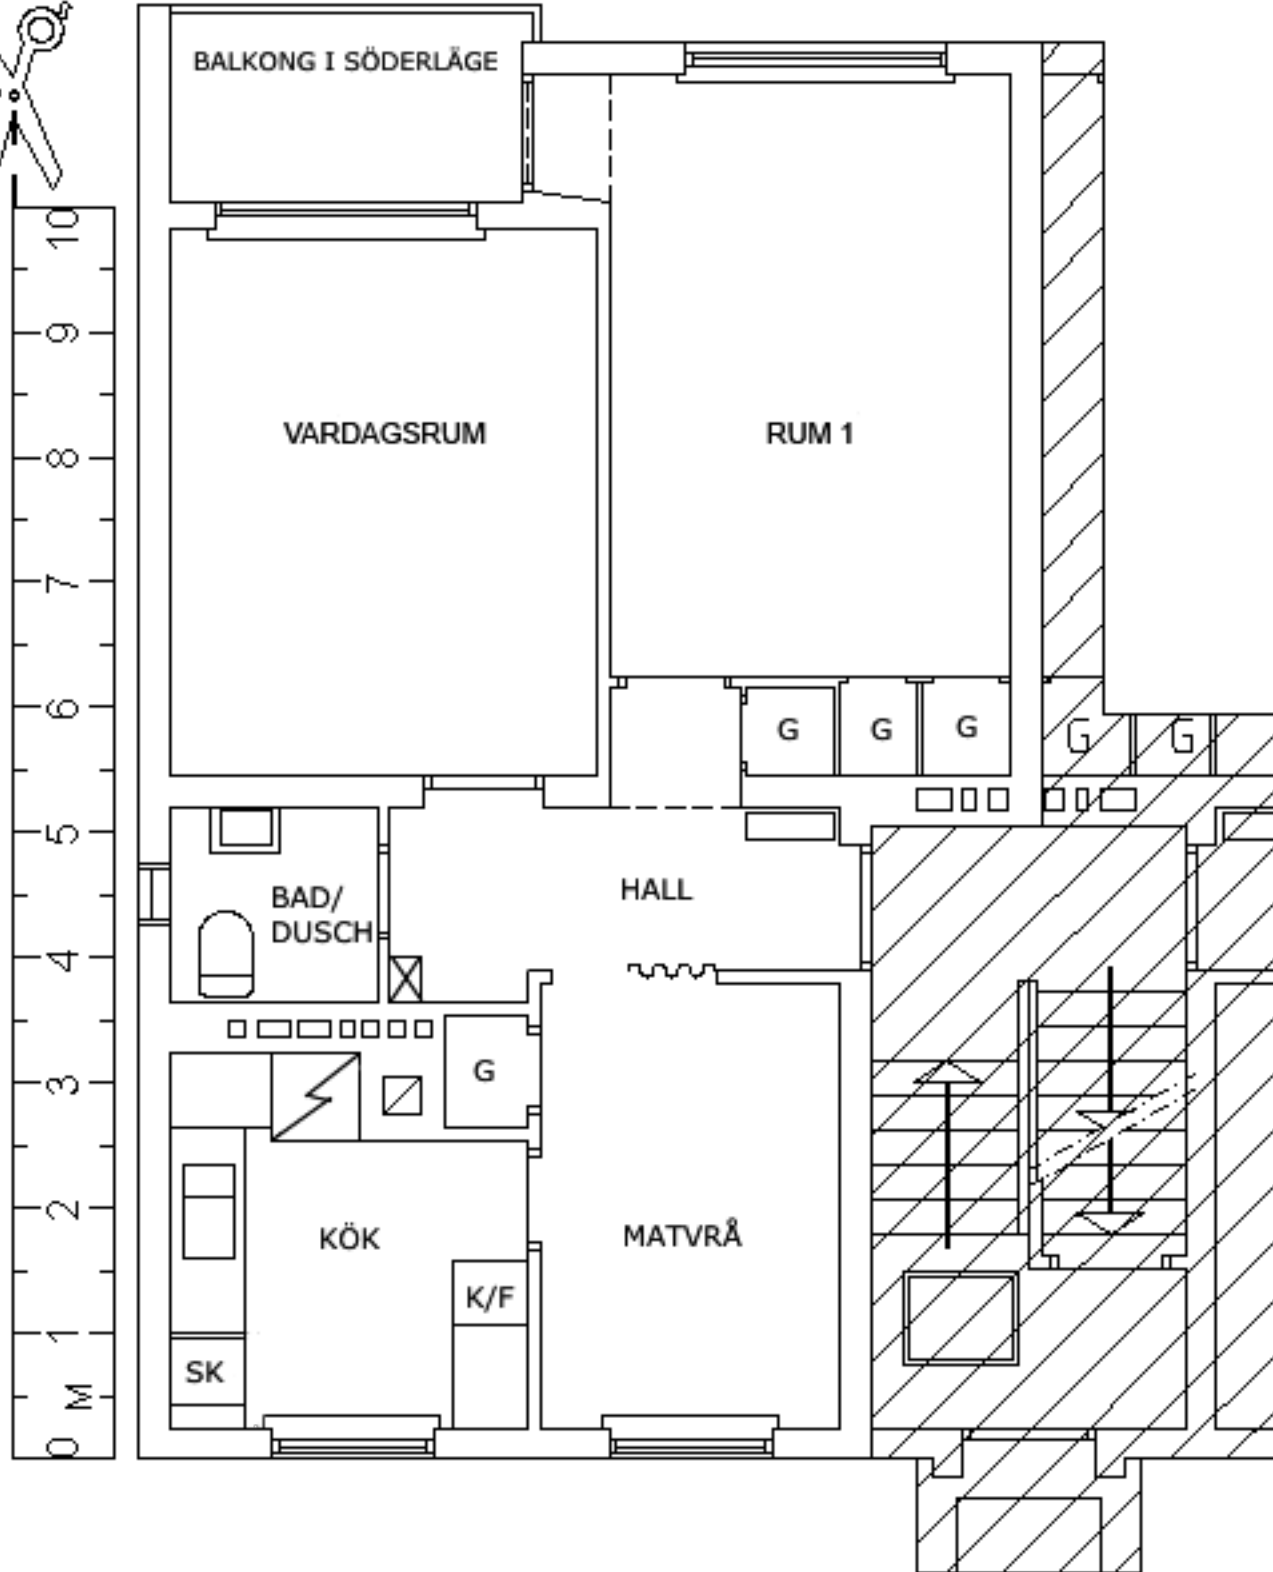 BALKONG I SÖDERLÄGE
10
9
VARDAGSRUM
RUM 1
8
7
6
G
G
G
G
G
5
HALL
BAD/
DUSCH
4
3
G
2
KÖK
MATVRÅ
K/F
1
SK
M
0